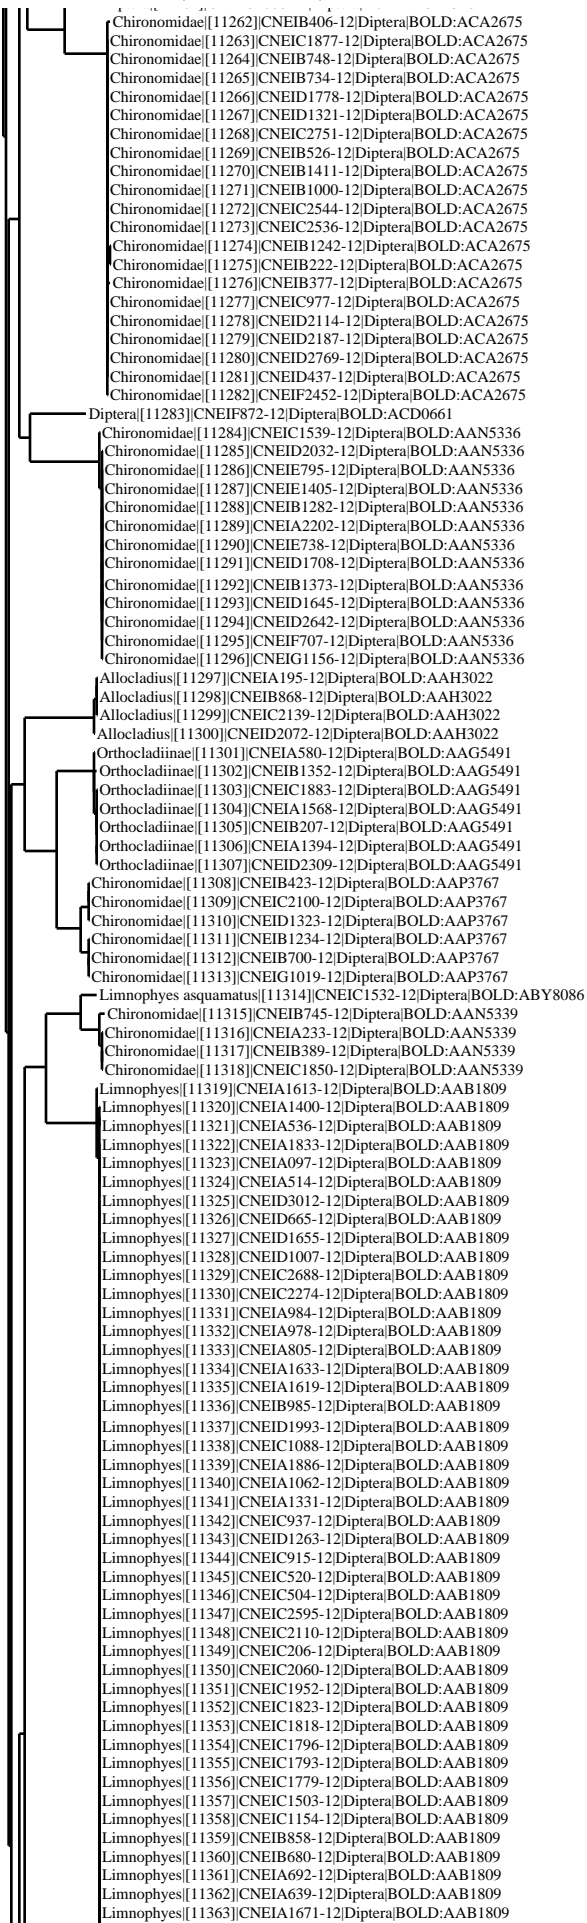 Chironomidae|[11262]|CNEIB406-12|Diptera|BOLD:ACA2675
Chironomidae|[11263]|CNEIC1877-12|Diptera|BOLD:ACA2675
Chironomidae|[11264]|CNEIB748-12|Diptera|BOLD:ACA2675
Chironomidae|[11265]|CNEIB734-12|Diptera|BOLD:ACA2675
Chironomidae|[11266]|CNEID1778-12|Diptera|BOLD:ACA2675
Chironomidae|[11267]|CNEID1321-12|Diptera|BOLD:ACA2675
Chironomidae|[11268]|CNEIC2751-12|Diptera|BOLD:ACA2675
Chironomidae|[11269]|CNEIB526-12|Diptera|BOLD:ACA2675
Chironomidae|[11270]|CNEIB1411-12|Diptera|BOLD:ACA2675
Chironomidae|[11271]|CNEIB1000-12|Diptera|BOLD:ACA2675
Chironomidae|[11272]|CNEIC2544-12|Diptera|BOLD:ACA2675
Chironomidae|[11273]|CNEIC2536-12|Diptera|BOLD:ACA2675
Chironomidae|[11274]|CNEIB1242-12|Diptera|BOLD:ACA2675
Chironomidae|[11275]|CNEIB222-12|Diptera|BOLD:ACA2675
Chironomidae|[11276]|CNEIB377-12|Diptera|BOLD:ACA2675
Chironomidae|[11277]|CNEIC977-12|Diptera|BOLD:ACA2675
Chironomidae|[11278]|CNEID2114-12|Diptera|BOLD:ACA2675
Chironomidae|[11279]|CNEID2187-12|Diptera|BOLD:ACA2675
Chironomidae|[11280]|CNEID2769-12|Diptera|BOLD:ACA2675
Chironomidae|[11281]|CNEID437-12|Diptera|BOLD:ACA2675
Chironomidae|[11282]|CNEIF2452-12|Diptera|BOLD:ACA2675
Diptera|[11283]|CNEIF872-12|Diptera|BOLD:ACD0661
Chironomidae|[11284]|CNEIC1539-12|Diptera|BOLD:AAN5336
Chironomidae|[11285]|CNEID2032-12|Diptera|BOLD:AAN5336
Chironomidae|[11286]|CNEIE795-12|Diptera|BOLD:AAN5336
Chironomidae|[11287]|CNEIE1405-12|Diptera|BOLD:AAN5336
Chironomidae|[11288]|CNEIB1282-12|Diptera|BOLD:AAN5336
Chironomidae|[11289]|CNEIA2202-12|Diptera|BOLD:AAN5336
Chironomidae|[11290]|CNEIE738-12|Diptera|BOLD:AAN5336
Chironomidae|[11291]|CNEID1708-12|Diptera|BOLD:AAN5336
Chironomidae|[11292]|CNEIB1373-12|Diptera|BOLD:AAN5336
Chironomidae|[11293]|CNEID1645-12|Diptera|BOLD:AAN5336
Chironomidae|[11294]|CNEID2642-12|Diptera|BOLD:AAN5336
Chironomidae|[11295]|CNEIF707-12|Diptera|BOLD:AAN5336
Chironomidae|[11296]|CNEIG1156-12|Diptera|BOLD:AAN5336
Allocladius|[11297]|CNEIA195-12|Diptera|BOLD:AAH3022
Allocladius|[11298]|CNEIB868-12|Diptera|BOLD:AAH3022
Allocladius|[11299]|CNEIC2139-12|Diptera|BOLD:AAH3022
Allocladius|[11300]|CNEID2072-12|Diptera|BOLD:AAH3022
Orthocladiinae|[11301]|CNEIA580-12|Diptera|BOLD:AAG5491
Orthocladiinae|[11302]|CNEIB1352-12|Diptera|BOLD:AAG5491
Orthocladiinae|[11303]|CNEIC1883-12|Diptera|BOLD:AAG5491
Orthocladiinae|[11304]|CNEIA1568-12|Diptera|BOLD:AAG5491
Orthocladiinae|[11305]|CNEIB207-12|Diptera|BOLD:AAG5491
Orthocladiinae|[11306]|CNEIA1394-12|Diptera|BOLD:AAG5491
Orthocladiinae|[11307]|CNEID2309-12|Diptera|BOLD:AAG5491
Chironomidae|[11308]|CNEIB423-12|Diptera|BOLD:AAP3767
Chironomidae|[11309]|CNEIC2100-12|Diptera|BOLD:AAP3767
Chironomidae|[11310]|CNEID1323-12|Diptera|BOLD:AAP3767
Chironomidae|[11311]|CNEIB1234-12|Diptera|BOLD:AAP3767
Chironomidae|[11312]|CNEIB700-12|Diptera|BOLD:AAP3767
Chironomidae|[11313]|CNEIG1019-12|Diptera|BOLD:AAP3767
Limnophyes asquamatus|[11314]|CNEIC1532-12|Diptera|BOLD:ABY8086
Chironomidae|[11315]|CNEIB745-12|Diptera|BOLD:AAN5339
Chironomidae|[11316]|CNEIA233-12|Diptera|BOLD:AAN5339
Chironomidae|[11317]|CNEIB389-12|Diptera|BOLD:AAN5339
Chironomidae|[11318]|CNEIC1850-12|Diptera|BOLD:AAN5339
Limnophyes|[11319]|CNEIA1613-12|Diptera|BOLD:AAB1809
Limnophyes|[11320]|CNEIA1400-12|Diptera|BOLD:AAB1809
Limnophyes|[11321]|CNEIA536-12|Diptera|BOLD:AAB1809
Limnophyes|[11322]|CNEIA1833-12|Diptera|BOLD:AAB1809
Limnophyes|[11323]|CNEIA097-12|Diptera|BOLD:AAB1809
Limnophyes|[11324]|CNEIA514-12|Diptera|BOLD:AAB1809
Limnophyes|[11325]|CNEID3012-12|Diptera|BOLD:AAB1809
Limnophyes|[11326]|CNEID665-12|Diptera|BOLD:AAB1809
Limnophyes|[11327]|CNEID1655-12|Diptera|BOLD:AAB1809
Limnophyes|[11328]|CNEID1007-12|Diptera|BOLD:AAB1809
Limnophyes|[11329]|CNEIC2688-12|Diptera|BOLD:AAB1809
Limnophyes|[11330]|CNEIC2274-12|Diptera|BOLD:AAB1809
Limnophyes|[11331]|CNEIA984-12|Diptera|BOLD:AAB1809
Limnophyes|[11332]|CNEIA978-12|Diptera|BOLD:AAB1809
Limnophyes|[11333]|CNEIA805-12|Diptera|BOLD:AAB1809
Limnophyes|[11334]|CNEIA1633-12|Diptera|BOLD:AAB1809
Limnophyes|[11335]|CNEIA1619-12|Diptera|BOLD:AAB1809
Limnophyes|[11336]|CNEIB985-12|Diptera|BOLD:AAB1809
Limnophyes|[11337]|CNEID1993-12|Diptera|BOLD:AAB1809
Limnophyes|[11338]|CNEIC1088-12|Diptera|BOLD:AAB1809
Limnophyes|[11339]|CNEIA1886-12|Diptera|BOLD:AAB1809
Limnophyes|[11340]|CNEIA1062-12|Diptera|BOLD:AAB1809
Limnophyes|[11341]|CNEIA1331-12|Diptera|BOLD:AAB1809
Limnophyes|[11342]|CNEIC937-12|Diptera|BOLD:AAB1809
Limnophyes|[11343]|CNEID1263-12|Diptera|BOLD:AAB1809
Limnophyes|[11344]|CNEIC915-12|Diptera|BOLD:AAB1809
Limnophyes|[11345]|CNEIC520-12|Diptera|BOLD:AAB1809
Limnophyes|[11346]|CNEIC504-12|Diptera|BOLD:AAB1809
Limnophyes|[11347]|CNEIC2595-12|Diptera|BOLD:AAB1809
Limnophyes|[11348]|CNEIC2110-12|Diptera|BOLD:AAB1809
Limnophyes|[11349]|CNEIC206-12|Diptera|BOLD:AAB1809
Limnophyes|[11350]|CNEIC2060-12|Diptera|BOLD:AAB1809
Limnophyes|[11351]|CNEIC1952-12|Diptera|BOLD:AAB1809
Limnophyes|[11352]|CNEIC1823-12|Diptera|BOLD:AAB1809
Limnophyes|[11353]|CNEIC1818-12|Diptera|BOLD:AAB1809
Limnophyes|[11354]|CNEIC1796-12|Diptera|BOLD:AAB1809
Limnophyes|[11355]|CNEIC1793-12|Diptera|BOLD:AAB1809
Limnophyes|[11356]|CNEIC1779-12|Diptera|BOLD:AAB1809
Limnophyes|[11357]|CNEIC1503-12|Diptera|BOLD:AAB1809
Limnophyes|[11358]|CNEIC1154-12|Diptera|BOLD:AAB1809
Limnophyes|[11359]|CNEIB858-12|Diptera|BOLD:AAB1809
Limnophyes|[11360]|CNEIB680-12|Diptera|BOLD:AAB1809
Limnophyes|[11361]|CNEIA692-12|Diptera|BOLD:AAB1809
Limnophyes|[11362]|CNEIA639-12|Diptera|BOLD:AAB1809
Limnophyes|[11363]|CNEIA1671-12|Diptera|BOLD:AAB1809